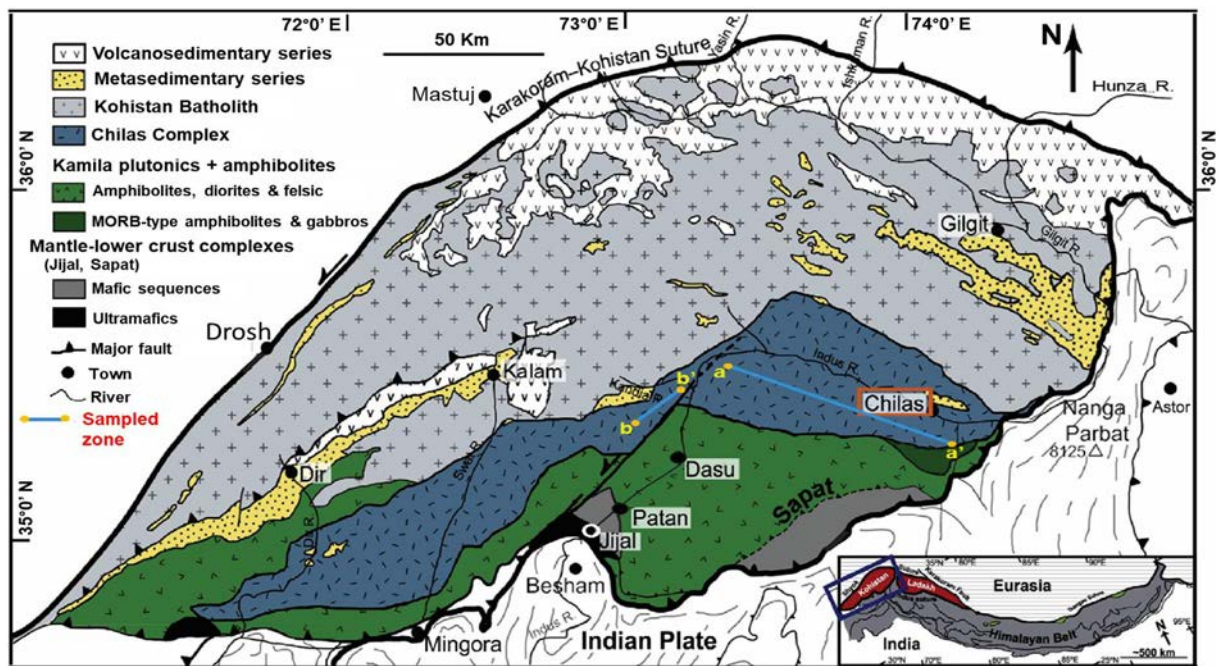 72°0' E
73°0' E
74°0' E
50 Km
N
36°0' N
36°0' N
35°0' N
35°0' N
Volcanosedimentary series
Metasedimentary series
Kohistan Batholith
Chilas Complex
Kamila plutonics + amphibolites
Amphibolites, diorites & felsic
MORB-type amphibolites & gabbros
Mantle-lower crust complexes
(Jijal, Sapat)
Mafic sequences
Ultramafics
Major fault
Town
River
Sampled
zone
Karakoram–Kohistan Suture
Yasin R.
Ishkuman R.
Hunza R.
Mastuj
Gilgit
Gilgit R.
Drosh
Kalam
Indus R.
a
a'
b
b'
Chilas
Nanga
Parbat
8125
Astor
Dir
Swat R.
Dasu
Sapat
Patan
Jijal
Besham
Mingora
Indus R.
Indian Plate
Eurasia
Kohistan
Ladakh
Himalayan Belt
India
N
~500 km